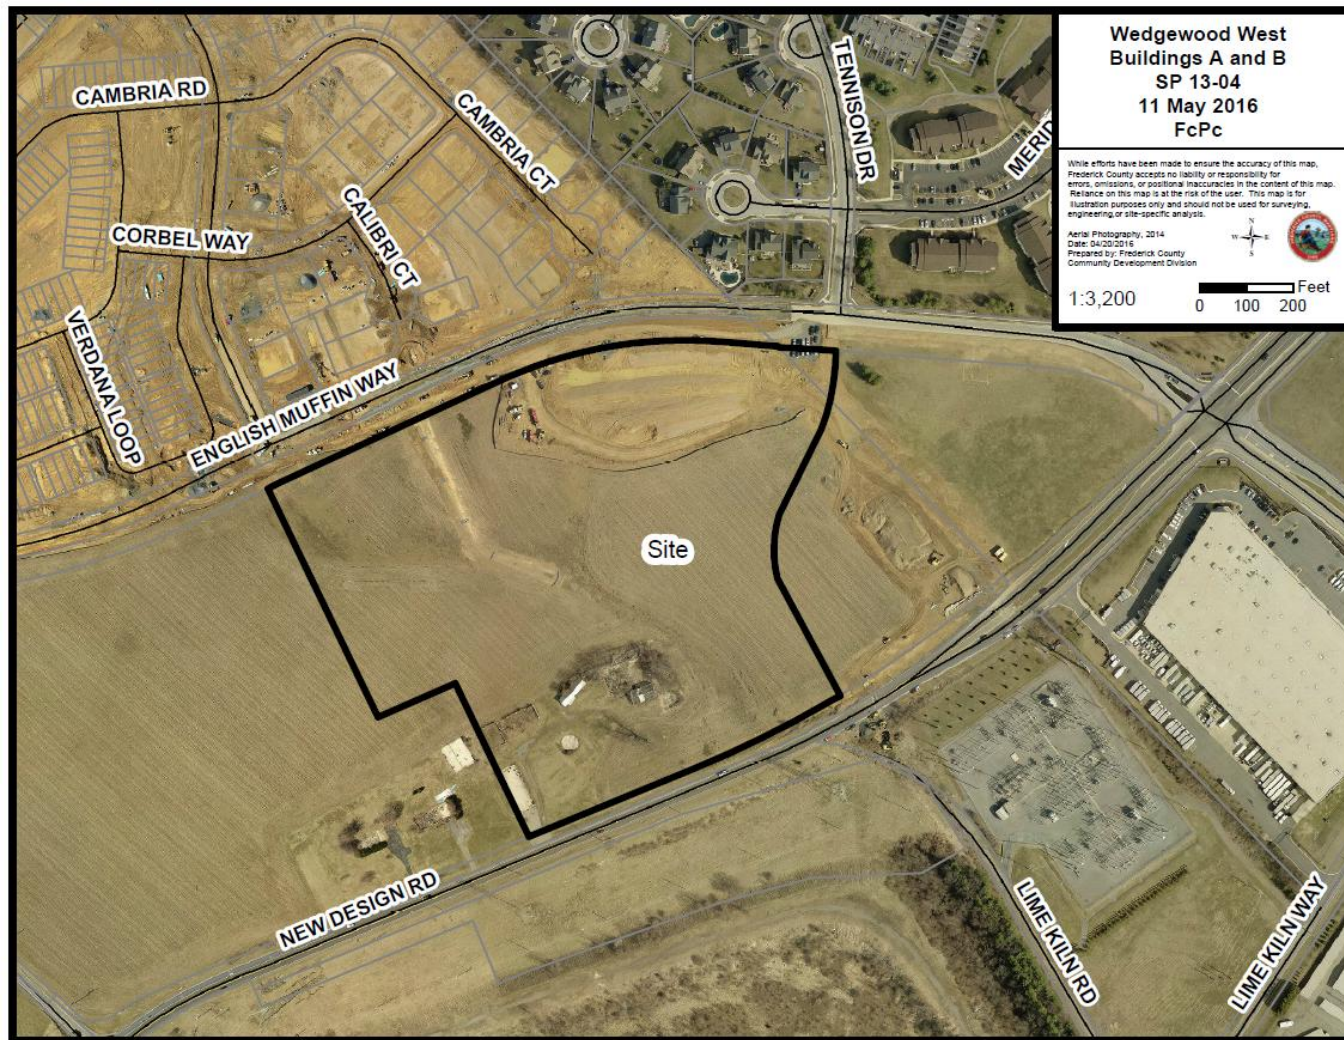 Wedgewood West
Buildings A and B
SP 13-04
11 May 2016
FcPc
While efforts have been made to ensure the accuracy of this map,
Frederick County accepts no liability or responsibility for
errors, omissions, or positional inaccuracies in the content of this map.
Reliance on this map is at the risk of the user. This map is for
illustration purposes only and should not be used for surveying,
engineering,or site-specific analysis.
Aerial Photography, 2014
Date: 04/20/2016
Prepared by: Frederick County
Community Development Division
N
W E
S
1:3,200
Feet
0 100 200
CAMBRIA RD
CAMBRIA CT
TENNISON DR
MERID
CORBEL WAY
CALIBRI CT
VERDANA LOOP
ENGLISH MUFFIN WAY
Site
NEW DESIGN RD
LIME KILN RD
LIME KILN WAY